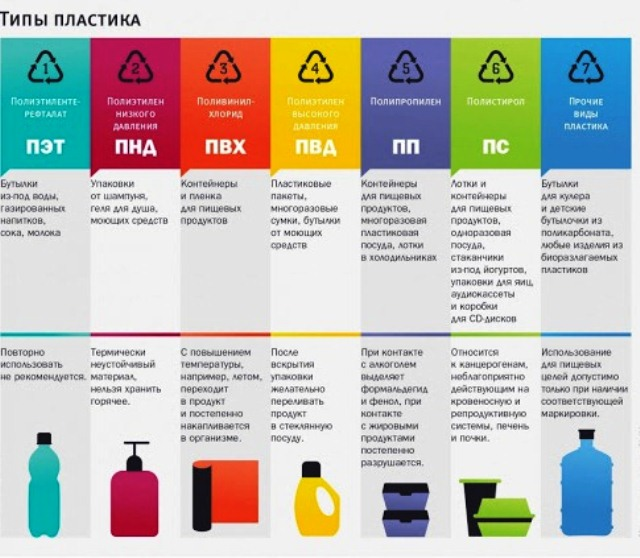 Типы пластика
1
Полиэтиленте-
рефталат
ПЭТ
2
Полиэтилен
низкого
давления
ПНД
3
Поливинил-
хлорид
ПВХ
4
Полиэтилен
высокого
давления
ПВД
5
Полипропилен
ПП
6
Полистирол
ПС
7
Прочие
виды
пластика
Бутылки
из-под воды,
газированных
напитков,
сока, молока
Упаковки
от шампуня,
геля для душа,
моющих средств
Контейнеры
и пленка
для пищевых
продуктов
Пластиковые
пакеты,
многоразовые
сумки, бутылки
от моющих
средств
Контейнеры
для пищевых
продуктов,
многоразовая
пластиковая
посуда, лотки
в холодильниках
Лотки и
контейнеры
для пищевых
продуктов,
одноразовая
посуда,
стаканчики
из-под йогуртов,
упаковки для яиц,
аудиокассеты
и коробки
для CD-дисков
Бутылки
для кулера
и детские
бутылочки из
поликарбоната,
любые изделия из
биоразлагаемых
пластиков
Повторно
использовать
не рекомендуется.
Термически
неустойчивый
материал,
нельзя хранить
горячее.
С повышением
температуры,
например, летом,
переходит
в продукт
и постепенно
накапливается
в организме.
После
вскрытия
упаковки
желательно
переливать
продукт
в стеклянную
посуду.
При контакте
с алкоголем
выделяет
формальдегид
и фенол, при
контакте
с жировыми
продуктами
постепенно
разрушается.
Относится
к канцерогенам,
неблагоприятно
действующим на
кровеносную и
репродуктивную
системы, печень
и почки.
Использование
для пищевых
целей допустимо
только при наличии
соответствующей
маркировки.